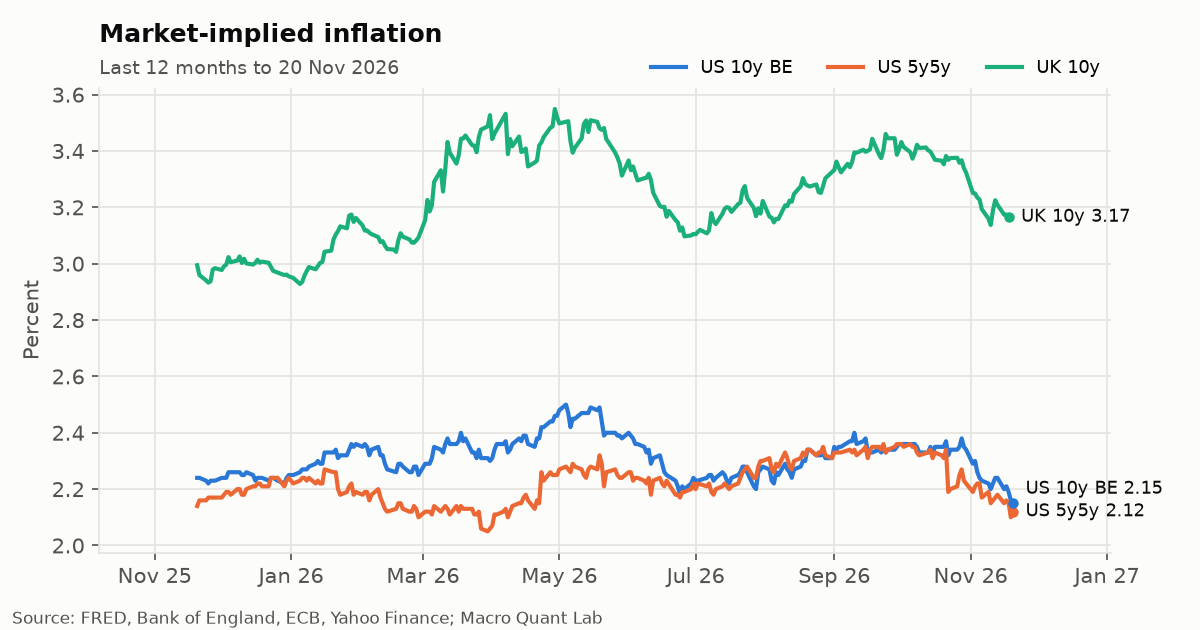 Market-implied inflation
Last 12 months to 20 Nov 2026
US 10y BE
US 5y5y
UK 10y
Percent
3.6
3.4
3.2
3.0
2.8
2.6
2.4
2.2
2.0
UK 10y 3.17
US 10y BE 2.15
US 5y5y 2.12
Nov 25
Jan 26
Mar 26
May 26
Jul 26
Sep 26
Nov 26
Jan 27
Source: FRED, Bank of England, ECB, Yahoo Finance; Macro Quant Lab